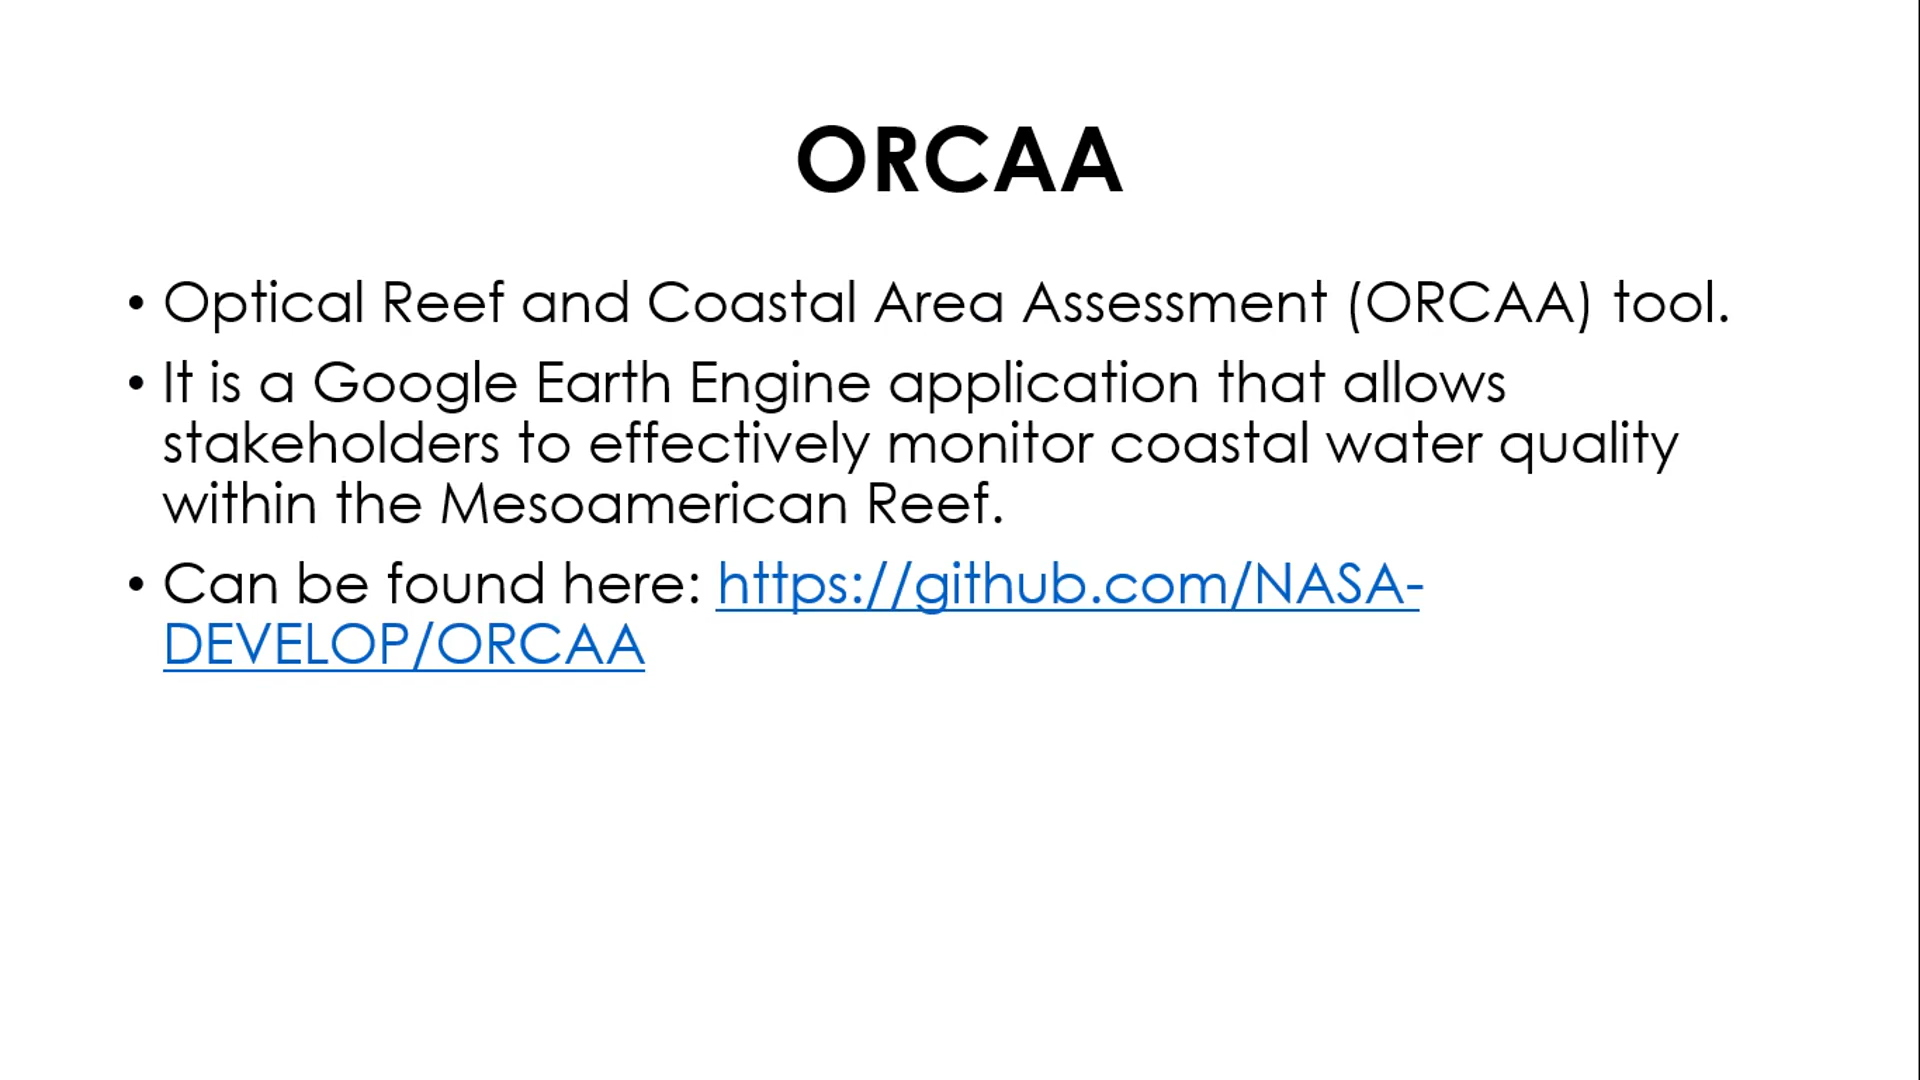 ORCAA
• Optical Reef and Coastal Area Assessment (ORCAA) tool.
• It is a Google Earth Engine application that allows
stakeholders to effectively monitor coastal water quality
within the Mesoamerican Reef.
• Can be found here: https://github.com/NASA-
DEVELOP/ORCAA